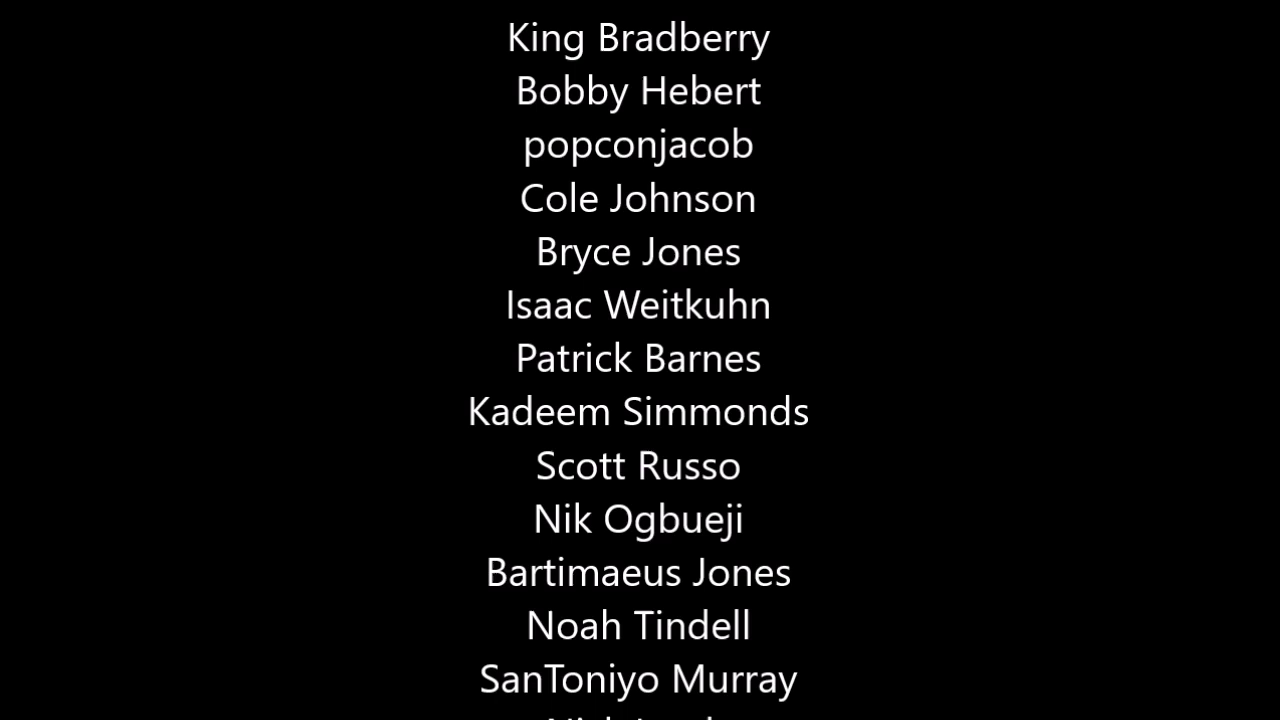 King Bradberry
Bobby Hebert
popconjacob
Cole Johnson
Bryce Jones
Isaac Weitkuhn
Patrick Barnes
Kadeem Simmonds
Scott Russo
Nik Ogbueji
Bartimaeus Jones
Noah Tindell
SanToniyo Murray